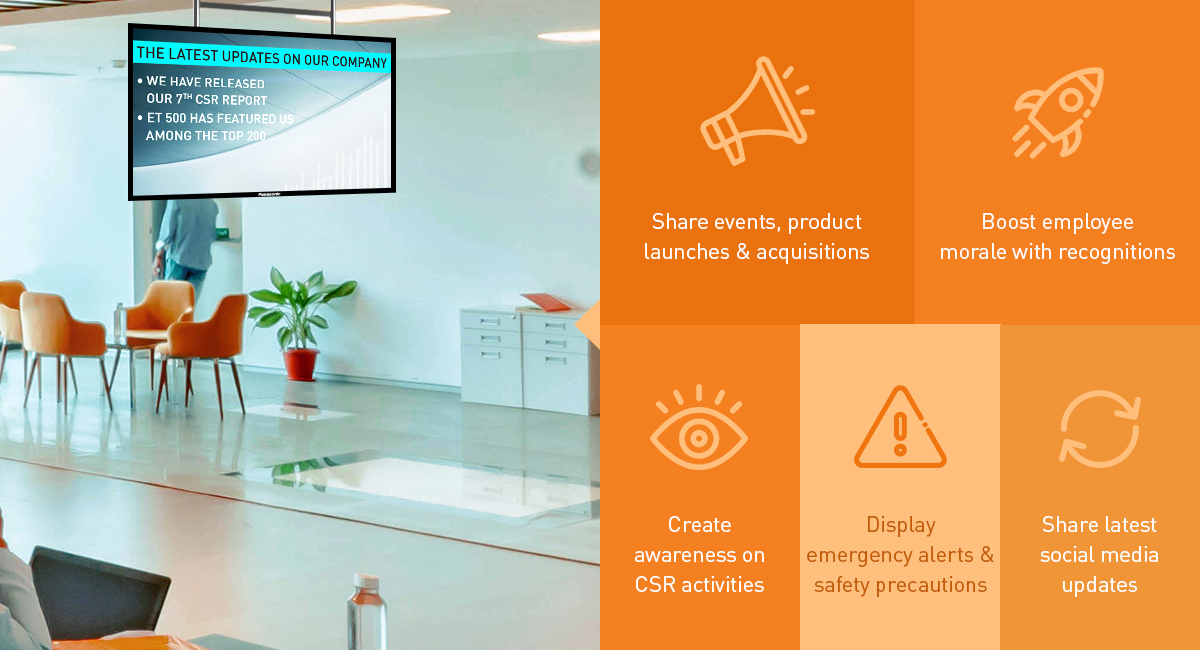 THE LATEST UPDATES ON OUR COMPANY
• WE HAVE RELEASED
OUR 7TH CSR REPORT
• ET 500 HAS FEATURED US
AMONG THE TOP 200
Panasonic
Share events, product
launches & acquisitions
Boost employee
morale with recognitions
Create
awareness on
CSR activities
Display
emergency alerts &
safety precautions
Share latest
social media
updates